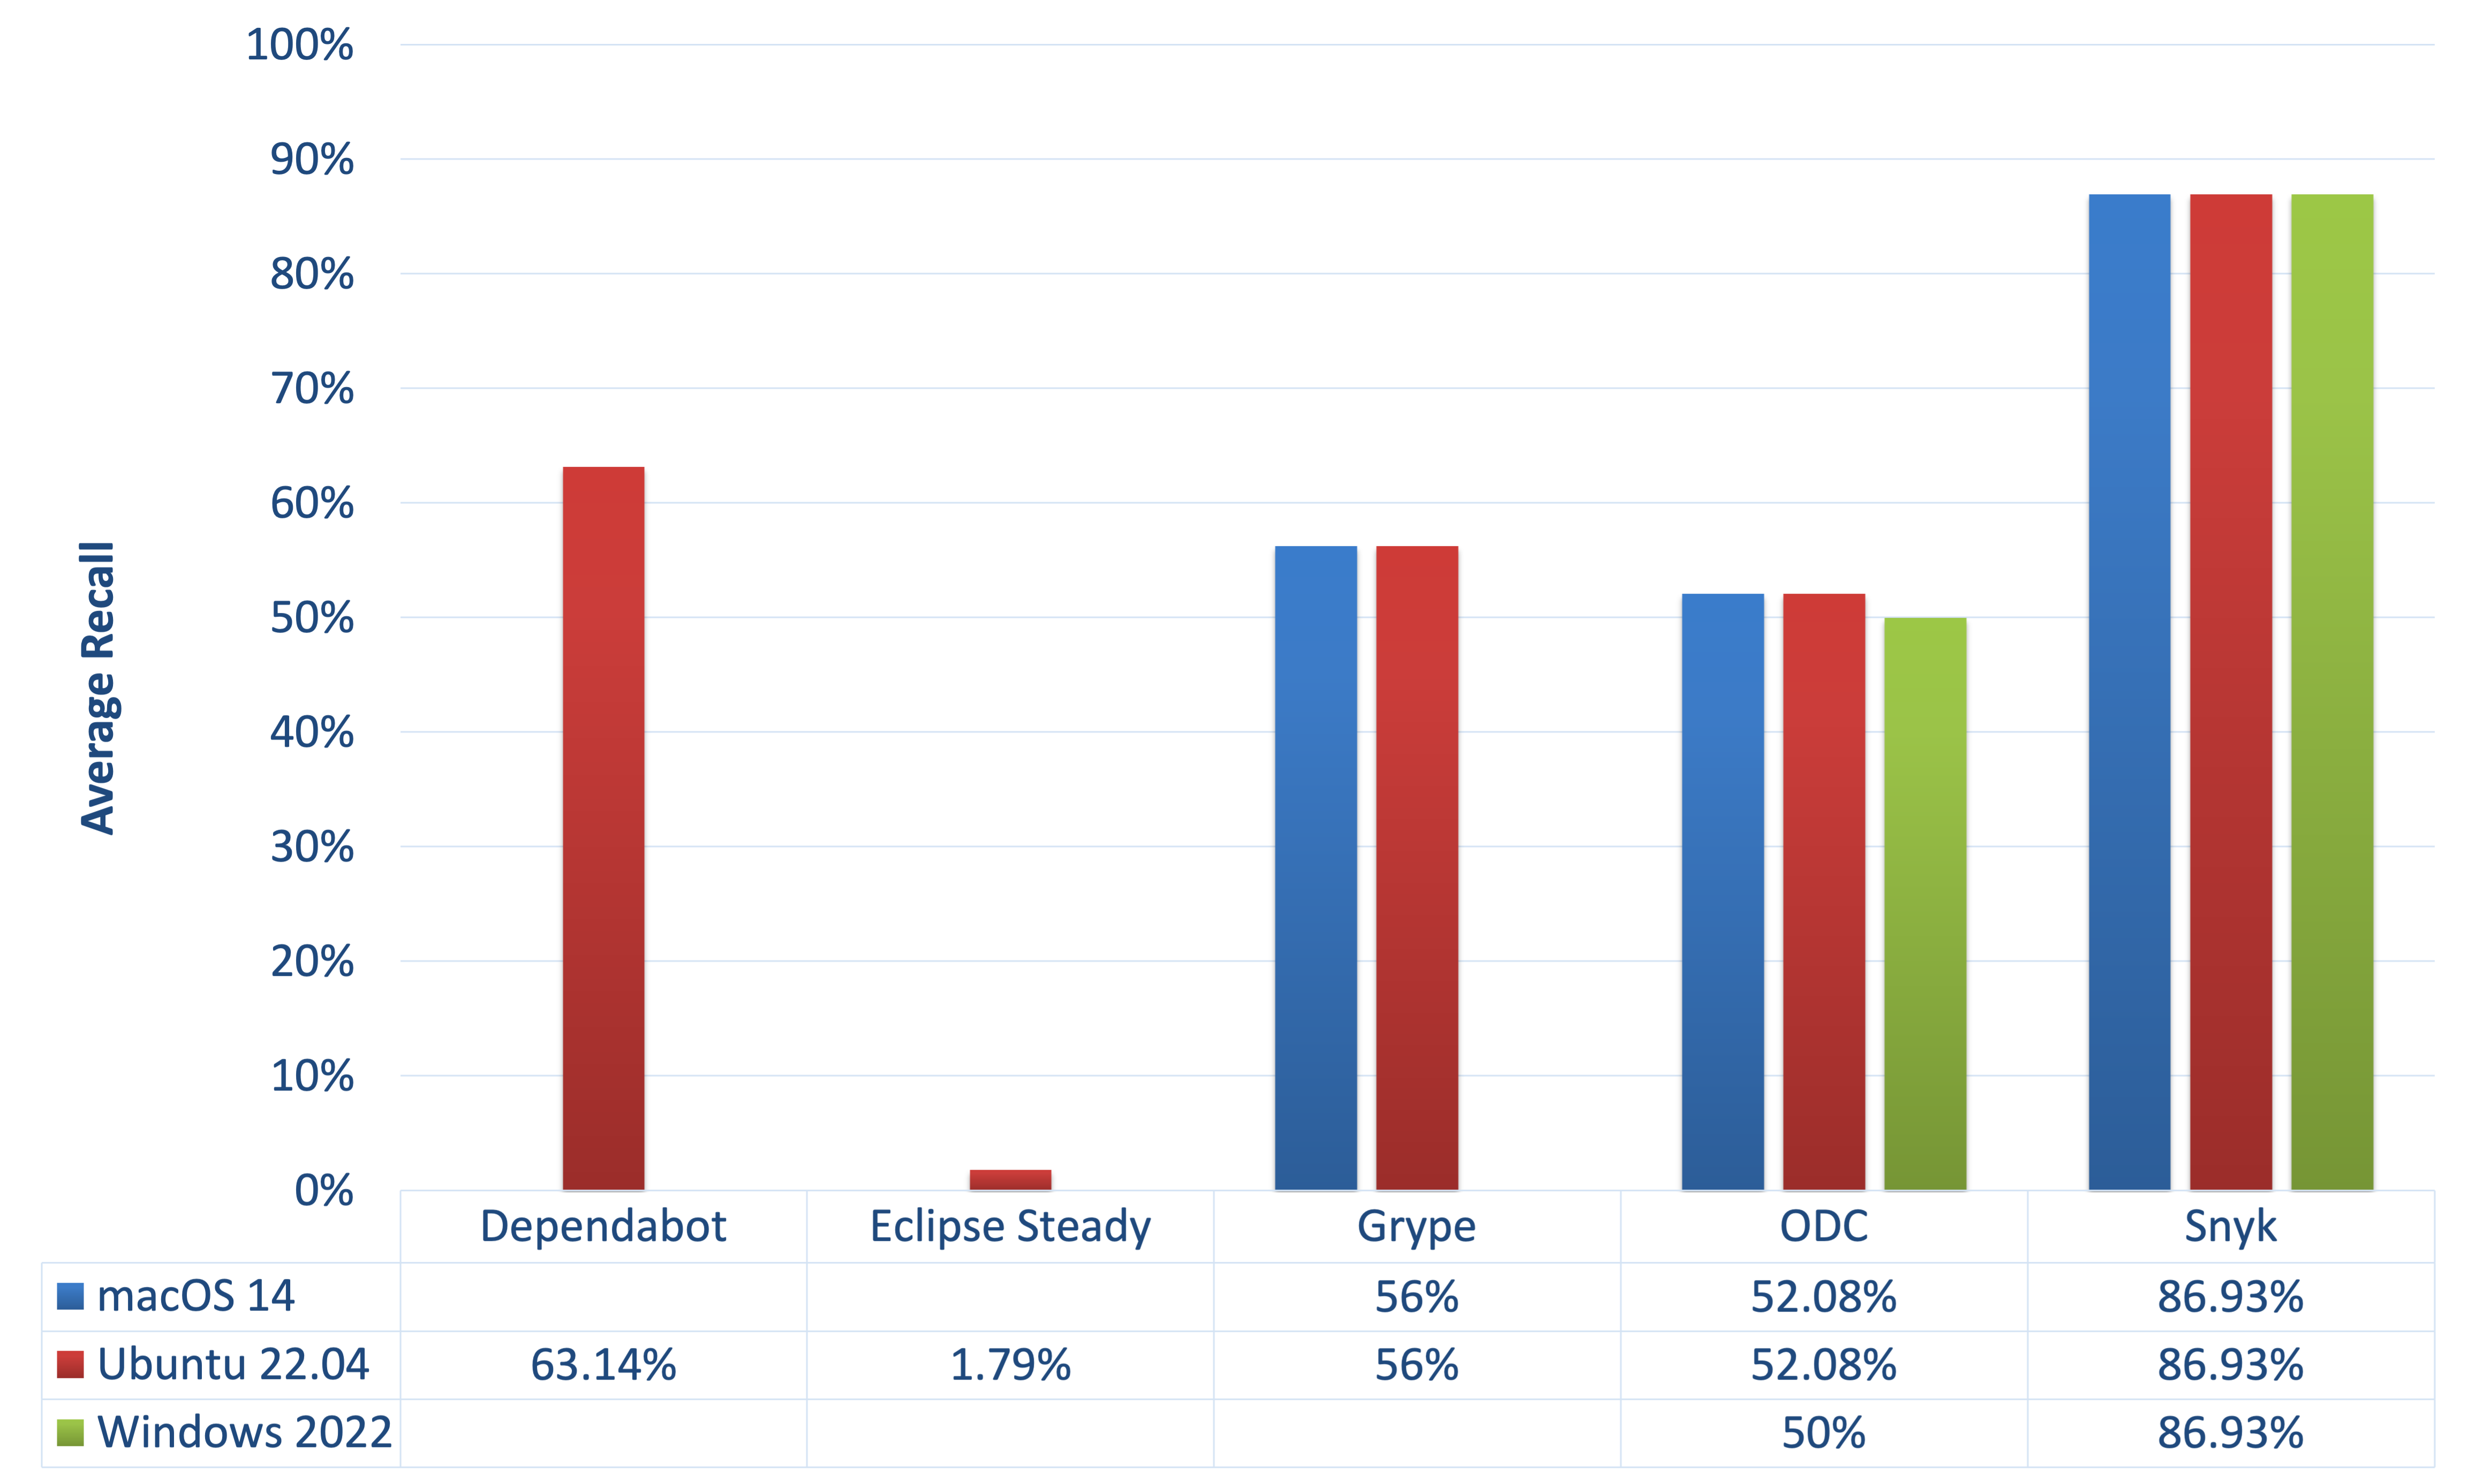 100%
90%
80%
70%
60%
50%
40%
30%
20%
10%
0%
Average Recall
Dependabot Eclipse Steady Grype ODC Snyk
macOS 14 56% 52.08% 86.93%
Ubuntu 22.04 63.14% 1.79% 56% 52.08% 86.93%
Windows 2022 50% 86.93%